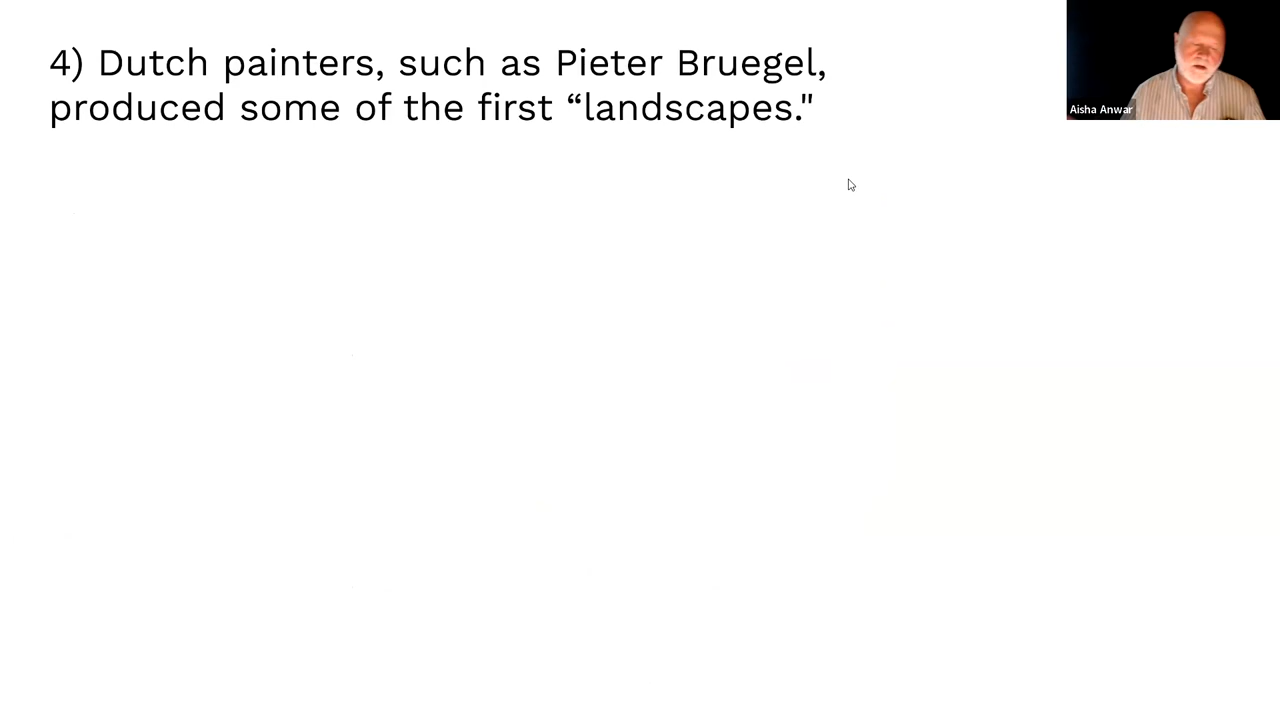 4) Dutch painters, such as Pieter Bruegel,
produced some of the first “landscapes."
Aisha Anwar